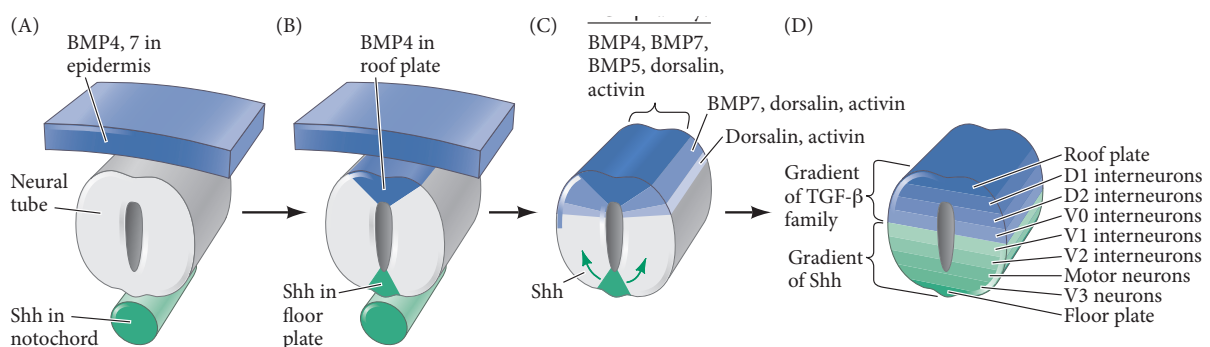 (A)
BMP4, 7 in
epidermis
Neural
tube
Shh in
notochord
(B)
BMP4 in
roof plate
Shh in
floor
plate
(C)
BMP4, BMP7,
BMP5, dorsalin,
activin
BMP7, dorsalin, activin
Dorsalin, activin
Shh
(D)
Gradient
of TGF-β
family
Gradient
of Shh
Roof plate
D1 interneurons
D2 interneurons
V0 interneurons
V1 interneurons
V2 interneurons
Motor neurons
V3 neurons
Floor plate